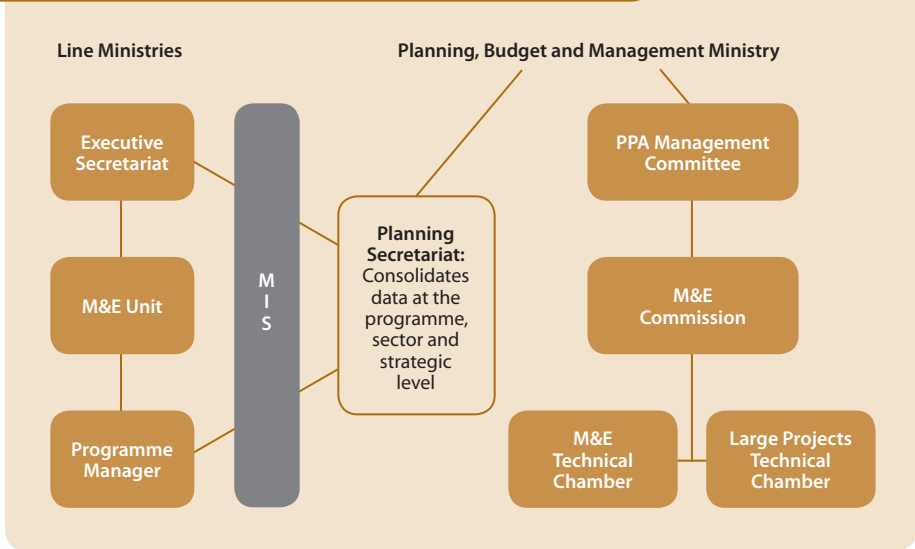 Line Ministries
Planning, Budget and Management Ministry
Executive
Secretariat
M&E Unit
Programme
Manager
M
I
S
Planning
Secretariat:
Consolidates
data at the
programme,
sector and
strategic
level
PPA Management
Committee
M&E
Commission
M&E
Technical
Chamber
Large Projects
Technical
Chamber